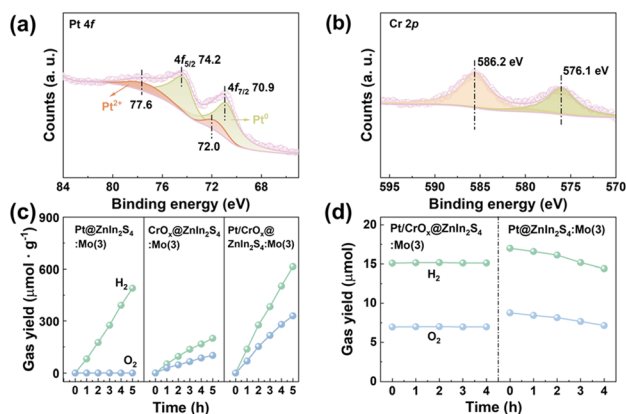 (a)
Pt 4f
4f5/2 74.2
4f7/2 70.9
Pt2+
77.6
Pt0
72.0
Counts (a. u.)
84 80 76 72 68
Binding energy (eV)
(b)
Cr 2p
586.2 eV
576.1 eV
Counts (a. u.)
595 590 585 580 575 570
Binding energy (eV)
(c)
Pt@ZnIn2S4
:Mo(3)
CrOx@ZnIn2S4
:Mo(3)
Pt/CrOx@
ZnIn2S4:Mo(3)
H2
O2
Gas yield (μmol · g-1)
900
600
300
0
0 1 2 3 4 5 0 1 2 3 4 5 0 1 2 3 4 5
Time (h)
(d)
Pt/CrOx@ZnIn2S4
:Mo(3)
Pt@ZnIn2S4:Mo(3)
H2
O2
Gas yield (μmol)
20
15
10
5
0
0 1 2 3 4 0 1 2 3 4
Time (h)